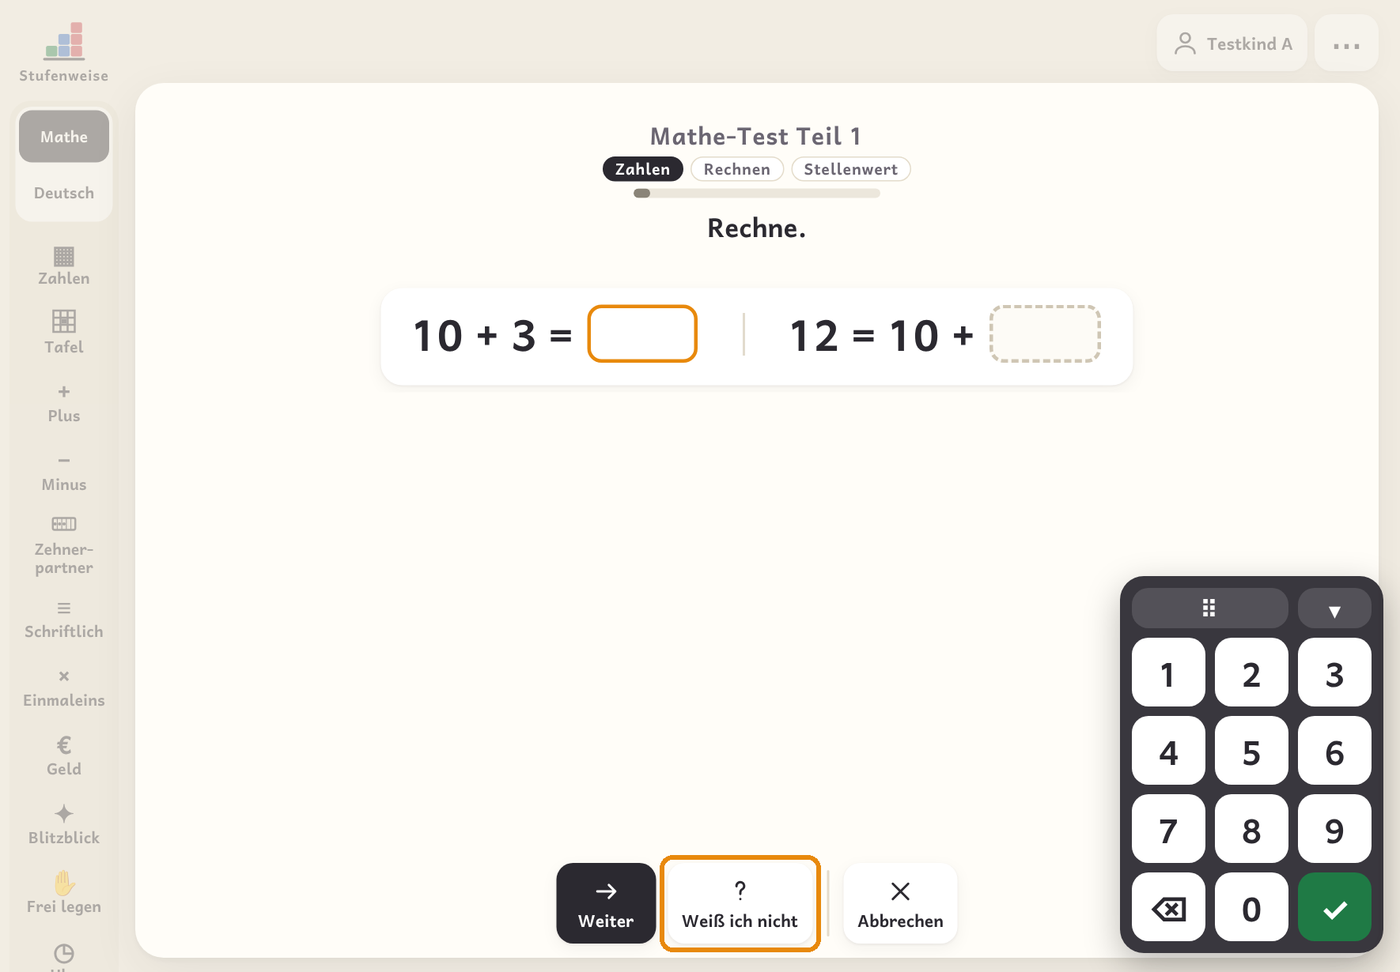 Stufenweise
Testkind A
...
Mathe
Deutsch
Zahlen
Tafel
+
Plus
−
Minus
Zehner-
partner
Schriftlich
×
Einmaleins
€
Geld
Blitzblick
Frei legen
Mathe-Test Teil 1
Zahlen Rechnen Stellenwert
Rechne.
10 + 3 =
12 = 10 +
?
Weiter
Weiß ich nicht
Abbrechen
1 2 3
4 5 6
7 8 9
0